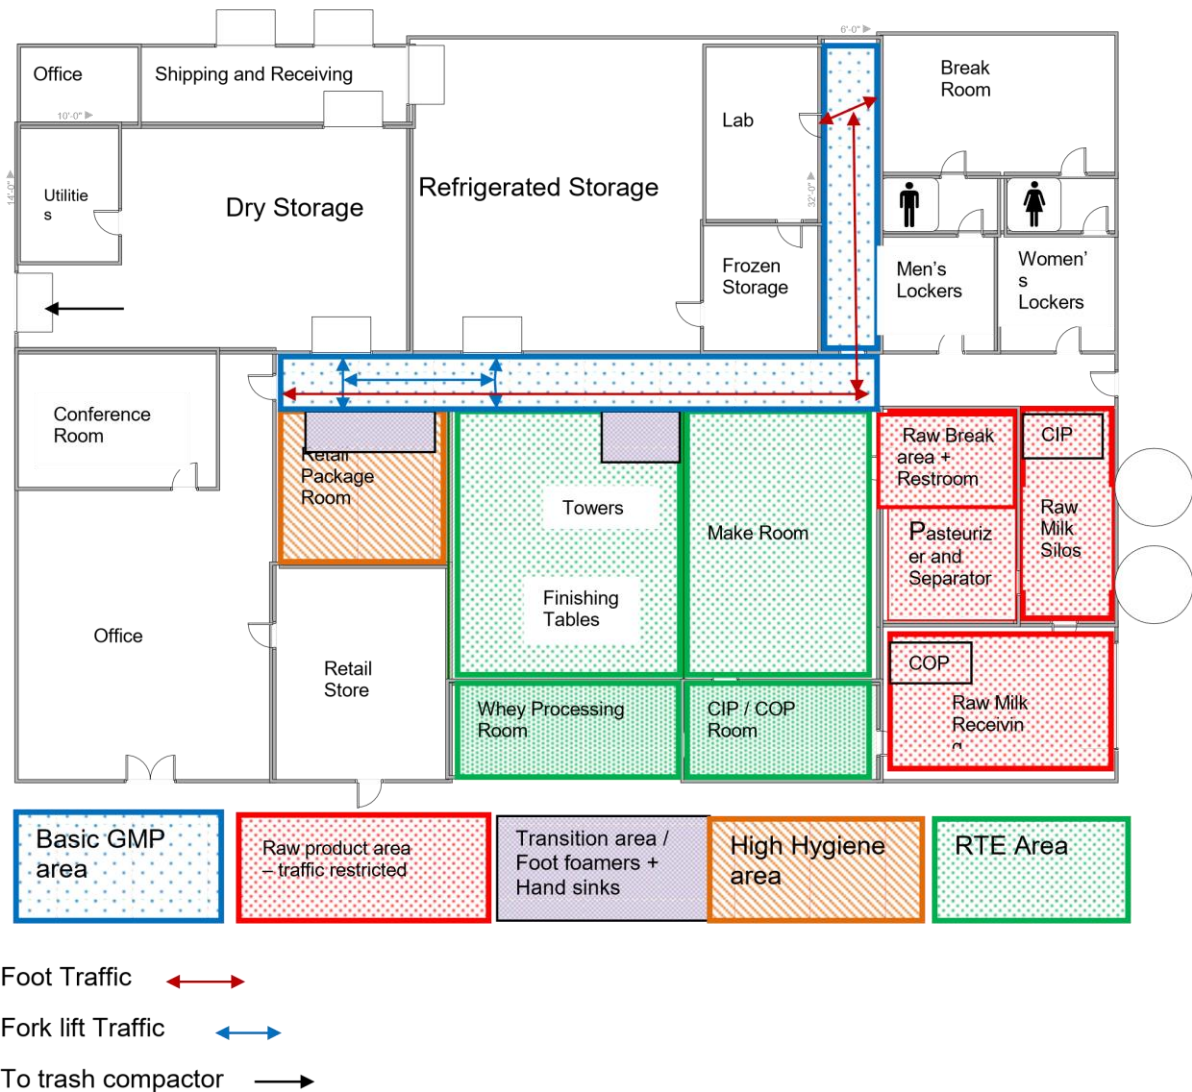 6'-0"
Office
Shipping and Receiving
Break
Room
10'-0"
Lab
14'-0"
Utilitie
s
Dry Storage
Refrigerated Storage
32'-0"
Frozen
Storage
Men's
Lockers
Women'
s
Lockers
Conference
Room
Retail
Package
Room
Towers
Make Room
Raw Break
area +
Restroom
CIP
Raw
Milk
Silos
Pasteuriz
er and
Separator
Finishing
Tables
Office
Retail
Store
COP
Raw Milk
Receivin
g
Whey Processing
Room
CIP / COP
Room
Basic GMP
area
Raw product area
– traffic restricted
Transition area /
Foot foamers +
Hand sinks
High Hygiene
area
RTE Area
Foot Traffic
Fork lift Traffic
To trash compactor